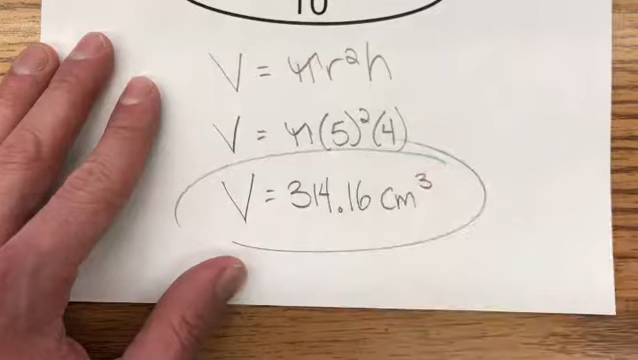 10
V = πr²h
V = π(5)²(4)
V = 314.16 cm³